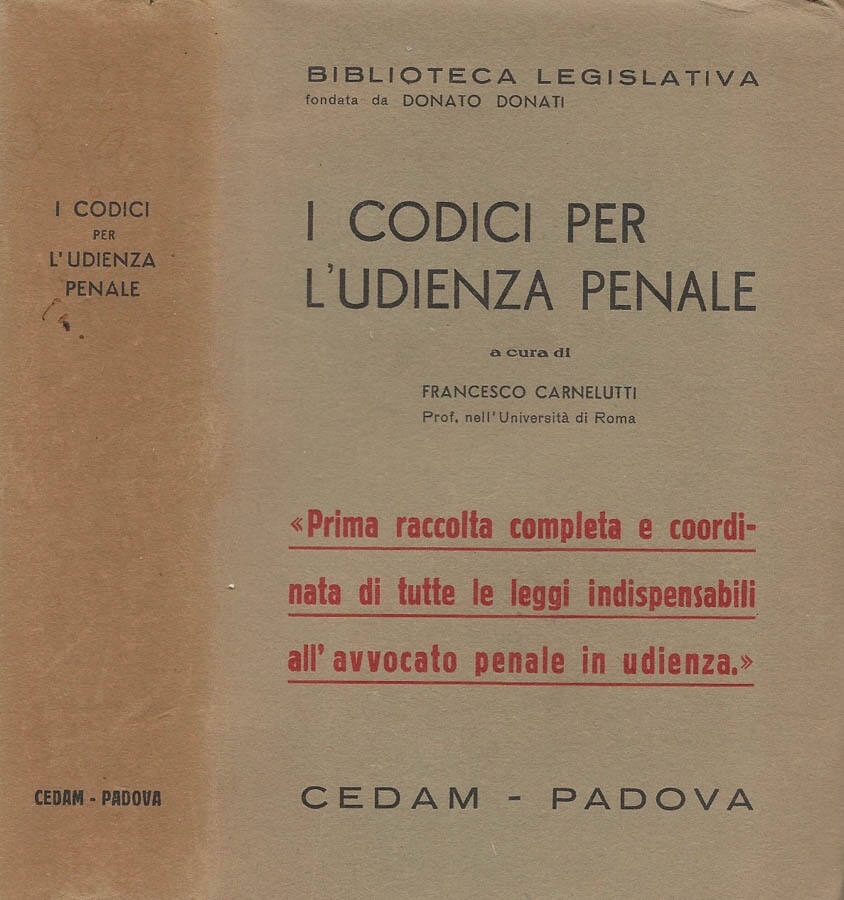 I CODICI
PER
L'UDIENZA
PENALE
CEDAM - PADOVA
BIBLIOTECA LEGISLATIVA
fondata da DONATO DONATI
I CODICI PER
L'UDIENZA PENALE
a cura di
FRANCESCO CARNELUTTI
Prof. nell'Università di Roma
«Prima raccolta completa e coordi-
nata di tutte le leggi indispensabili
all'avvocato penale in udienza.»
CEDAM - PADOVA